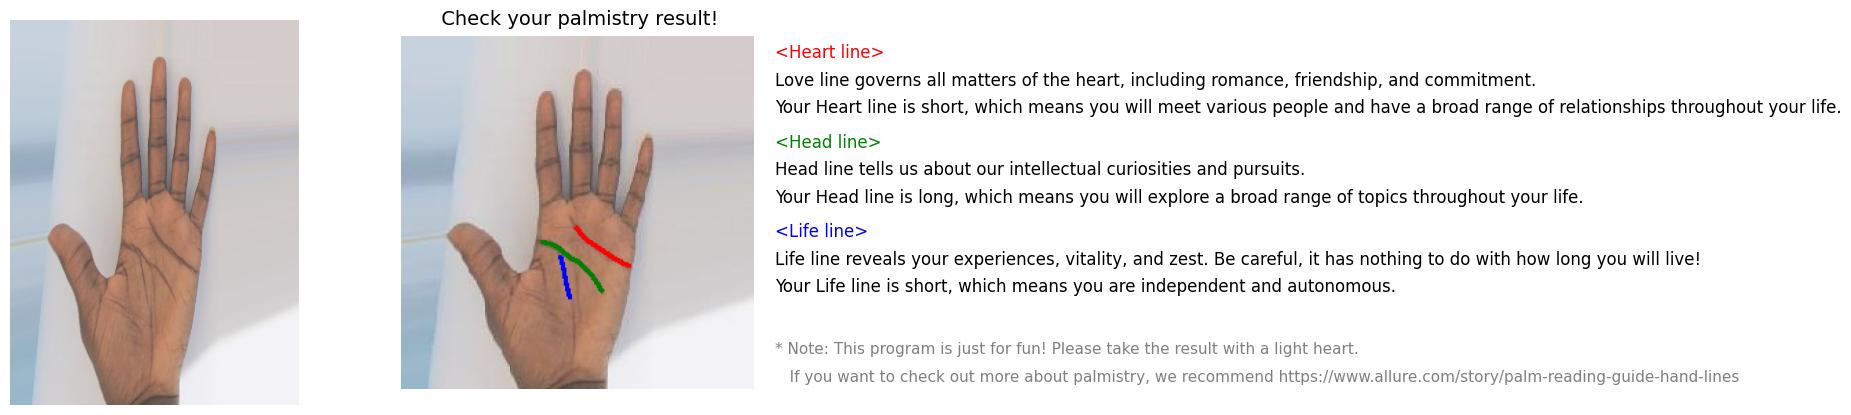 Check your palmistry result!
<Heart line>
Love line governs all matters of the heart, including romance, friendship, and commitment.
Your Heart line is short, which means you will meet various people and have a broad range of relationships throughout your life.
<Head line>
Head line tells us about our intellectual curiosities and pursuits.
Your Head line is long, which means you will explore a broad range of topics throughout your life.
<Life line>
Life line reveals your experiences, vitality, and zest. Be careful, it has nothing to do with how long you will live!
Your Life line is short, which means you are independent and autonomous.
* Note: This program is just for fun! Please take the result with a light heart.
If you want to check out more about palmistry, we recommend https://www.allure.com/story/palm-reading-guide-hand-lines